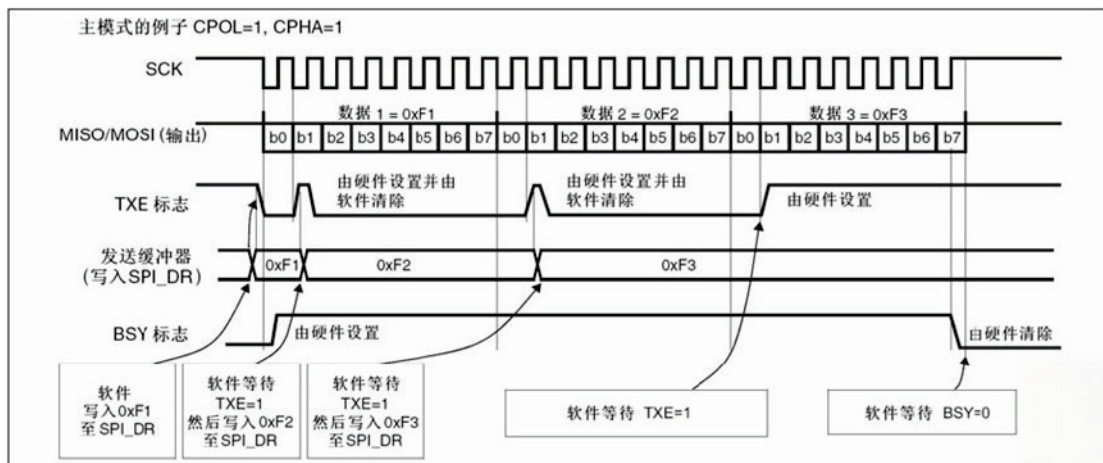 主模式的例子 CPOL=1, CPHA=1
SCK
数据 1 = 0xF1
数据 2 = 0xF2
数据 3 = 0xF3
MISO/MOSI (输出)
b0 b1 b2 b3 b4 b5 b6 b7 b0 b1 b2 b3 b4 b5 b6 b7 b0 b1 b2 b3 b4 b5 b6 b7
TXE 标志
由硬件设置并由
软件清除
由硬件设置并由
软件清除
由硬件设置
发送缓冲器
(写入SPI_DR)
0xF1
0xF2
0xF3
BSY 标志
由硬件设置
由硬件清除
软件
写入0xF1
至SPI_DR
软件等待
TXE=1
然后写入0xF2
至SPI_DR
软件等待
TXE=1
然后写入0xF3
至SPI_DR
软件等待 TXE=1
软件等待 BSY=0